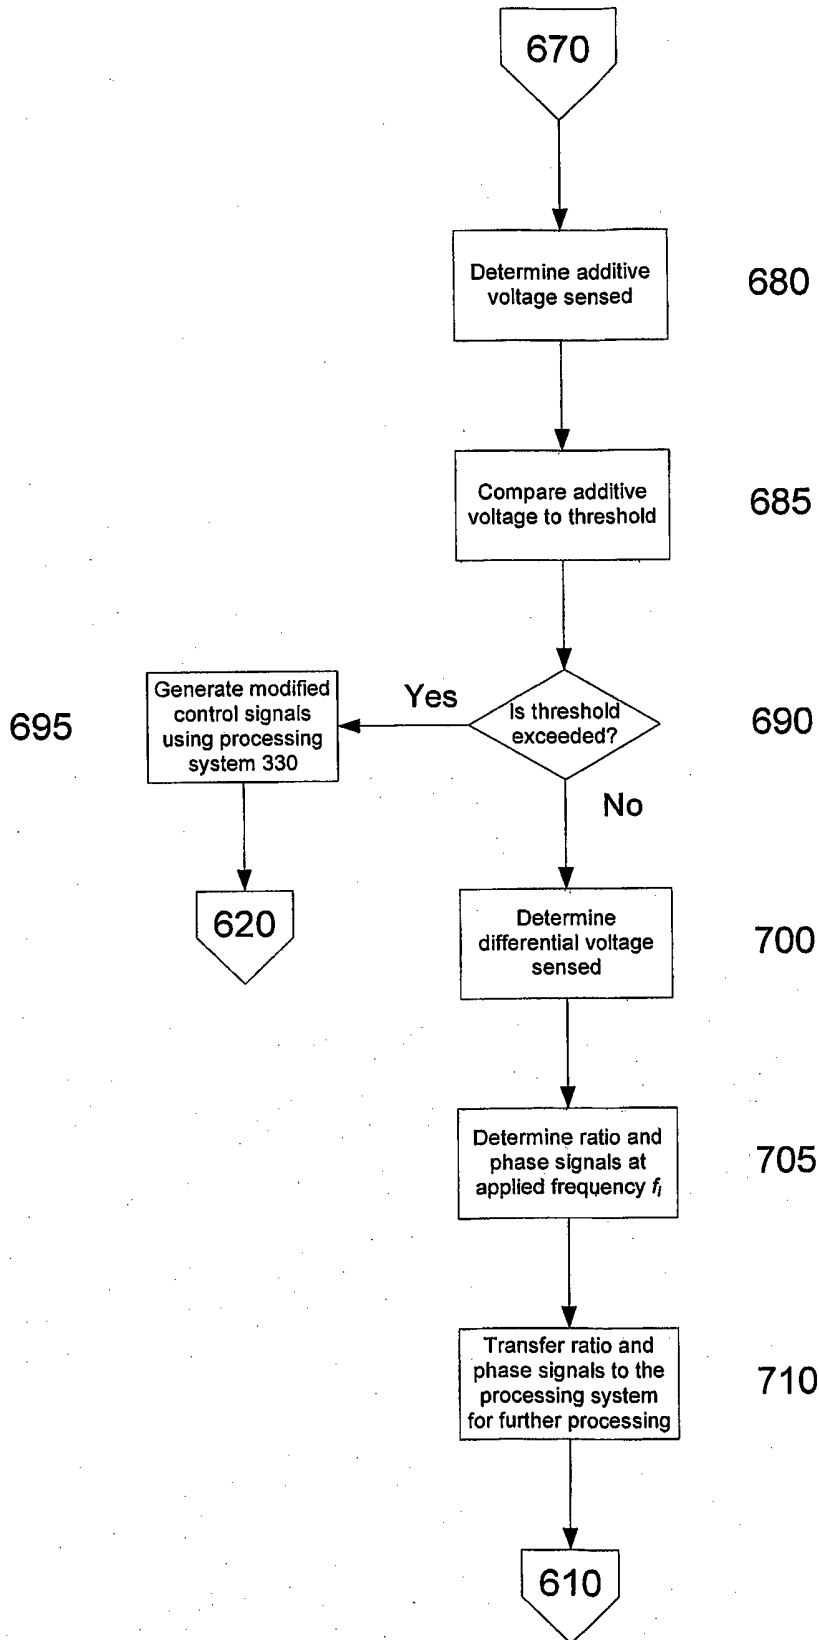 670
Determine additive
voltage sensed
680
Compare additive
voltage to threshold
685
Generate modified
control signals
using processing
system 330
695
Yes
Is threshold
exceeded?
690
No
620
Determine
differential voltage
sensed
700
Determine ratio and
phase signals at
applied frequency fi
705
Transfer ratio and
phase signals to the
processing system
for further processing
710
610